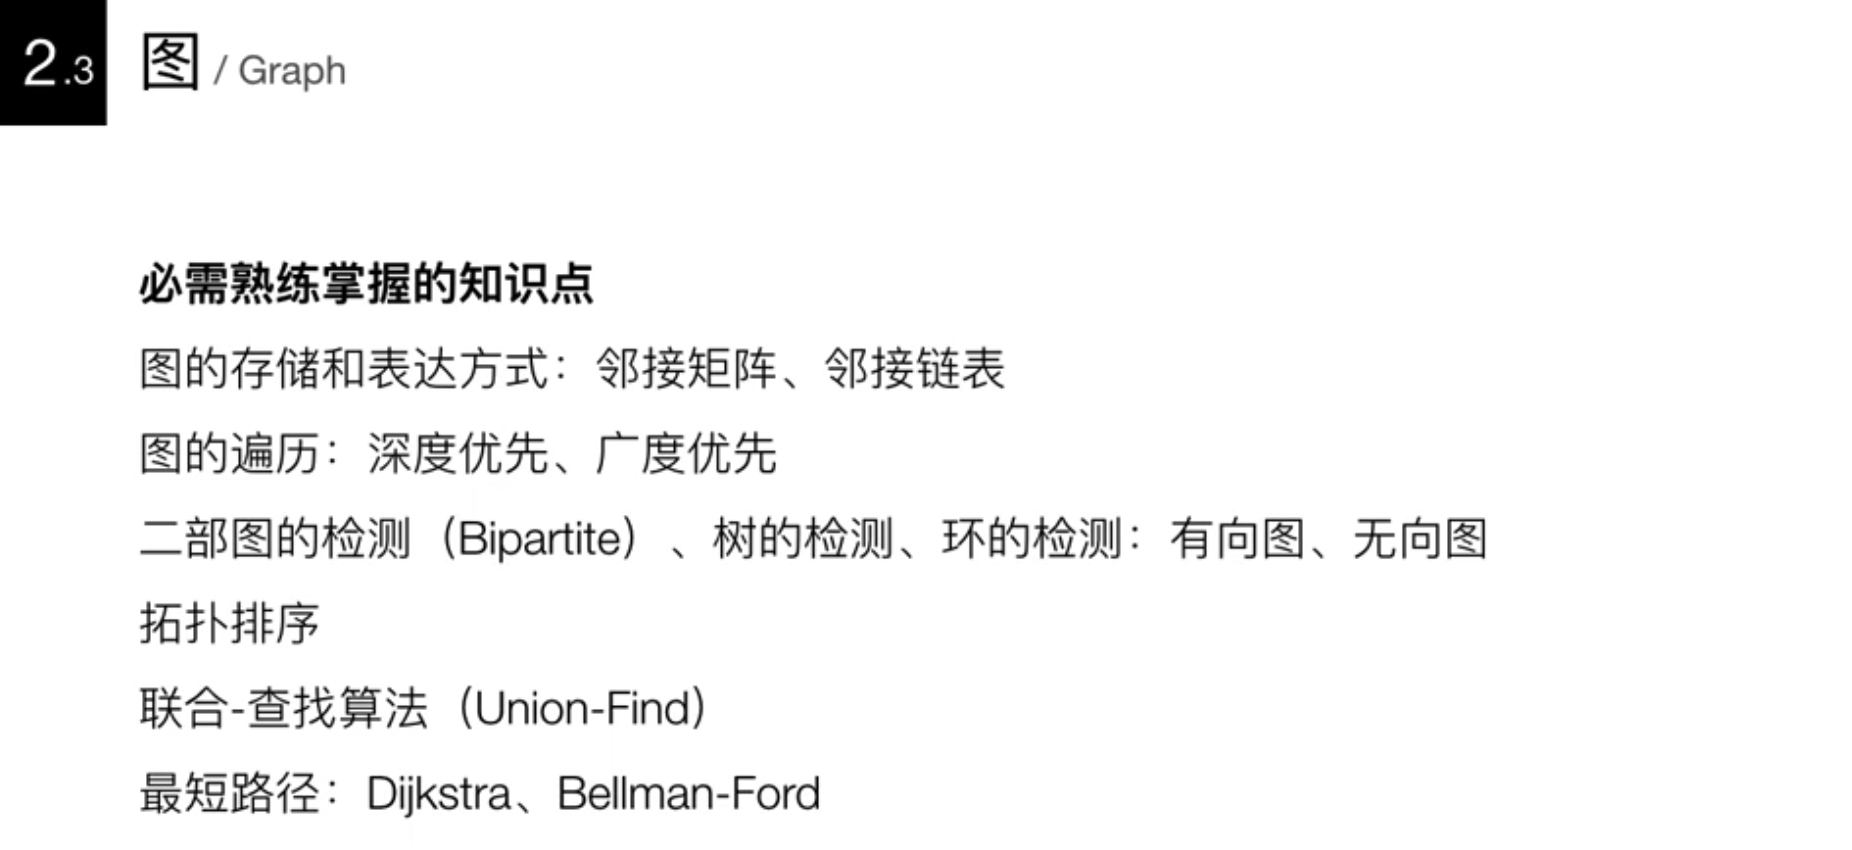 2.3 图 / Graph
必需熟练掌握的知识点
图的存储和表达方式：邻接矩阵、邻接链表
图的遍历：深度优先、广度优先
二部图的检测（Bipartite）、树的检测、环的检测：有向图、无向图
拓扑排序
联合-查找算法（Union-Find）
最短路径：Dijkstra、Bellman-Ford